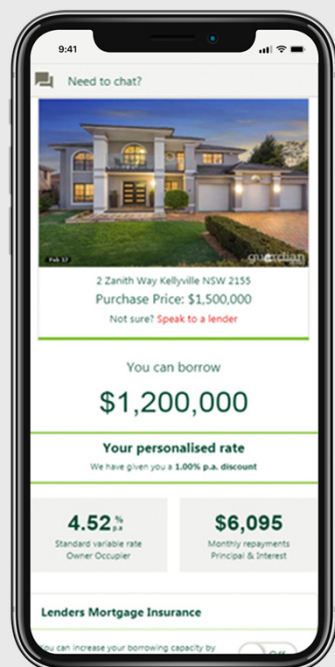 9:41
Need to chat?
Feb 17
guardian
2 Zanith Way Kellyville NSW 2155
Purchase Price: $1,500,000
Not sure? Speak to a lender
You can borrow
$1,200,000
Your personalised rate
We have given you a 1.00% p.a. discount
4.52 % p.a
Standard variable rate
Owner Occupier
$6,095
Monthly repayments
Principal & Interest
Lenders Mortgage Insurance
You can increase your borrowing capacity by
Off